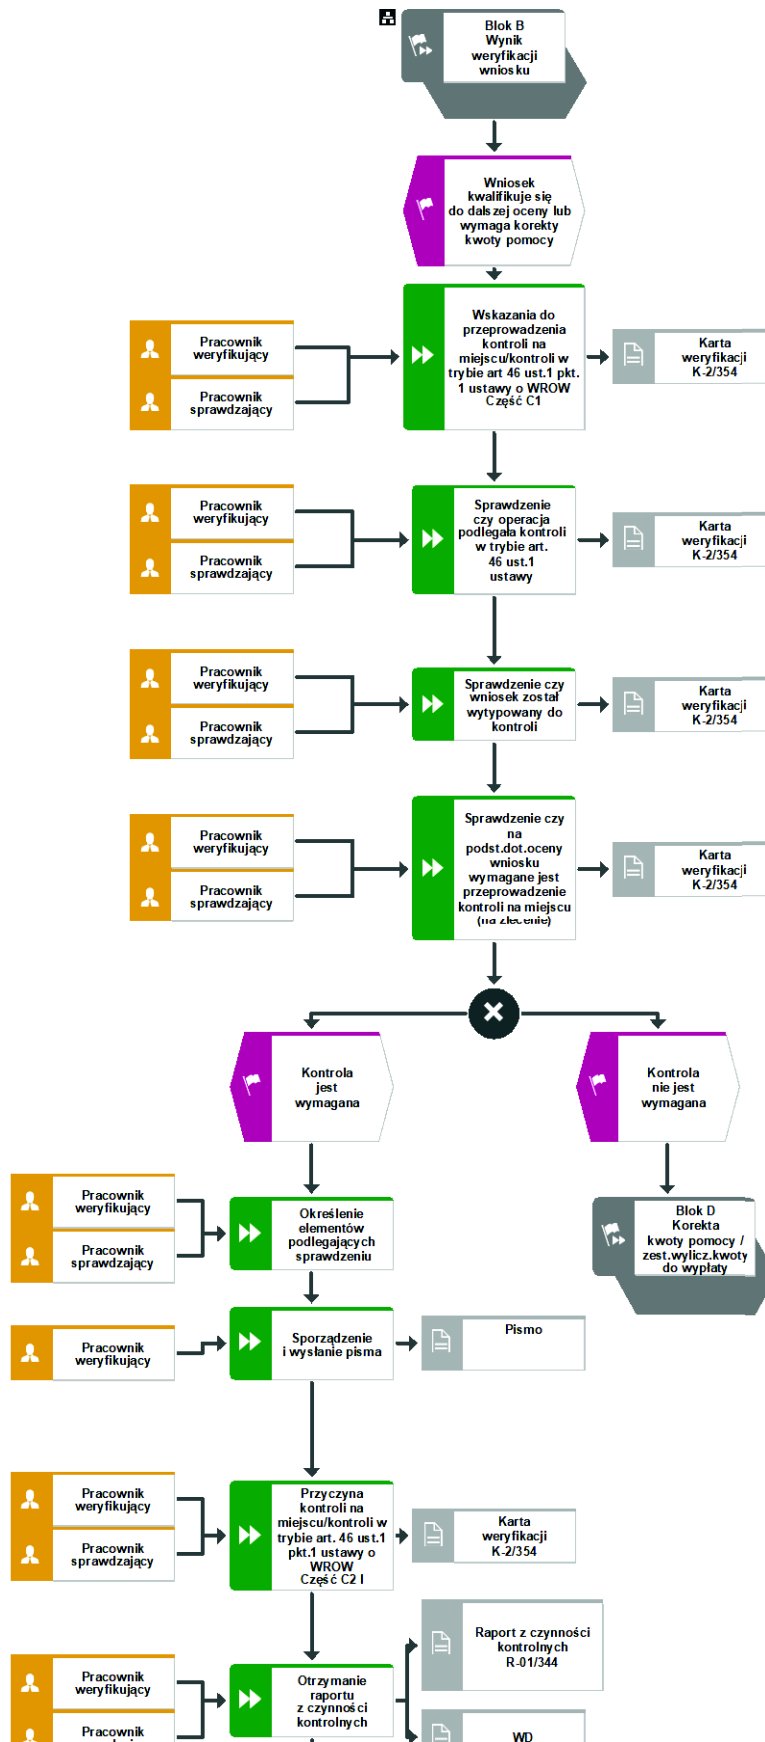 Blok B
Wynik
weryfikacji
wniosku
Wniosek
kwalifikuje się
do dalszej oceny lub
wymaga korekty
kwoty pomocy
Pracownik
weryfikujący
Pracownik
sprawdzający
Wskazania do
przeprowadzenia
kontroli na
miejscu/kontroli w
trybie art 46 ust.1 pkt.
1 ustawy o WROW
Część C1
Karta
weryfikacji
K-2/354
Pracownik
weryfikujący
Pracownik
sprawdzający
Sprawdzenie
czy operacja
podlegała kontroli
w trybie art.
46 ust.1
ustawy
Karta
weryfikacji
K-2/354
Pracownik
weryfikujący
Pracownik
sprawdzający
Sprawdzenie czy
wniosek został
wytypowany do
kontroli
Karta
weryfikacji
K-2/354
Pracownik
weryfikujący
Pracownik
sprawdzający
Sprawdzenie czy
na
podst.dot.oceny
wniosku
wymagane jest
przeprowadzenie
kontroli na miejscu
(na zlecenie)
Karta
weryfikacji
K-2/354
Kontrola
jest
wymagana
Kontrola
nie jest
wymagana
Pracownik
weryfikujący
Pracownik
sprawdzający
Określenie
elementów
podlegających
sprawdzeniu
Blok D
Korekta
kwoty pomocy /
zest.wylicz.kwoty
do wypłaty
Pracownik
weryfikujący
Sporządzenie
i wysłanie pisma
Pismo
Pracownik
weryfikujący
Pracownik
sprawdzający
Przyczyna
kontroli na
miejscu/kontroli w
trybie art. 46 ust.1
pkt.1 ustawy o
WROW
Część C2 I
Karta
weryfikacji
K-2/354
Pracownik
weryfikujący
Pracownik
Otrzymanie
raportu
z czynności
kontrolnych
Raport z czynności
kontrolnych
R-01/344
WD